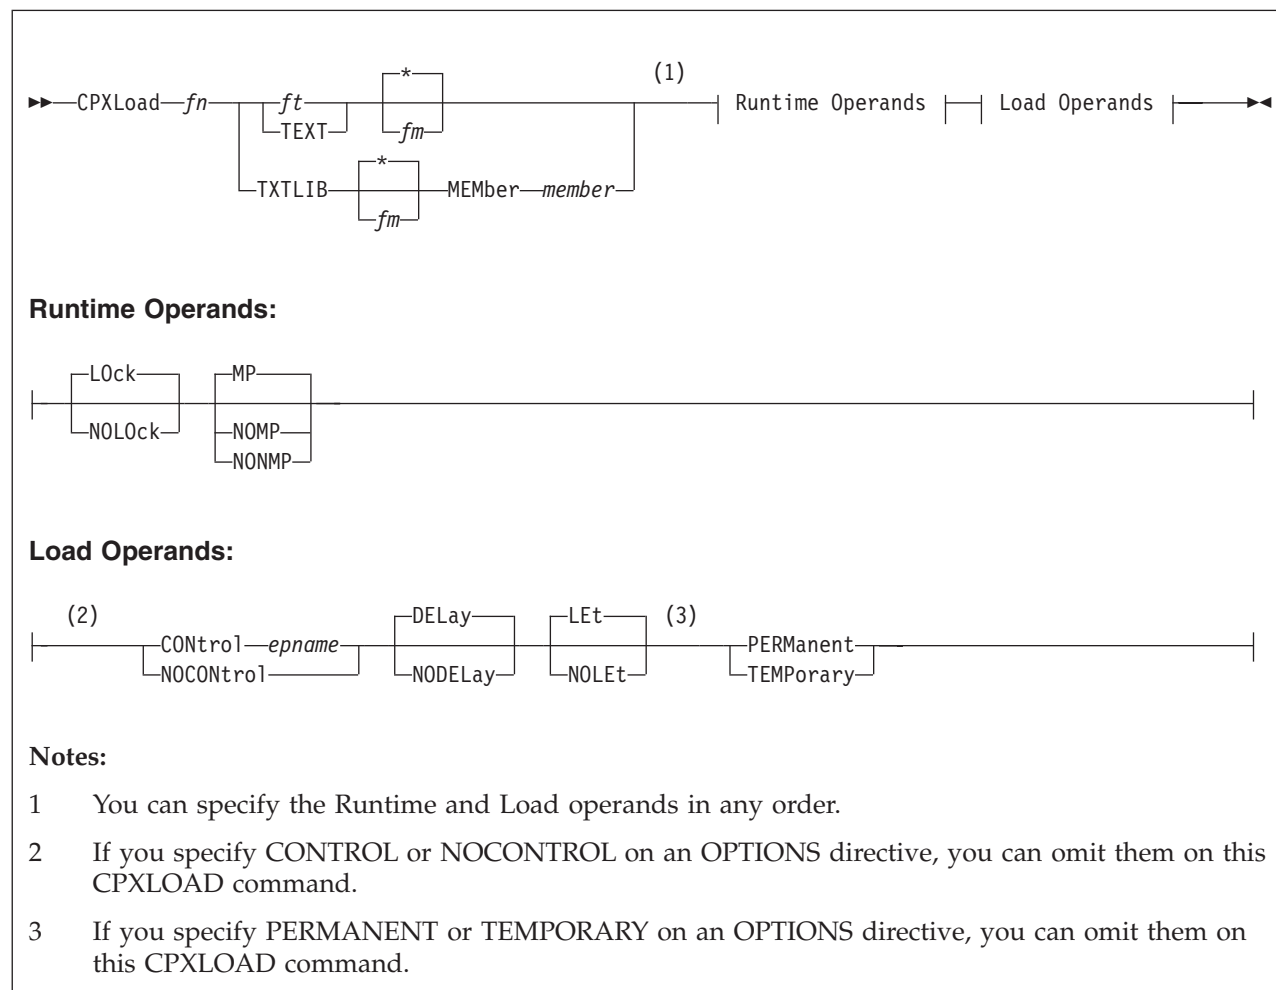 * (1)
CPXLoad fn ft * Runtime Operands Load Operands
TEXT fm
*
TXTLIB MEMber member
fm
Runtime Operands:
LOck MP
NOLOck NOMP
NONMP
Load Operands:
(2) DELay LEt (3)
CONtrol epname PERManent
NOCONtrol NODELay NOLEt TEMPorary
Notes:
1 You can specify the Runtime and Load operands in any order.
2 If you specify CONTROL or NOCONTROL on an OPTIONS directive, you can omit them on this
CPXLOAD command.
3 If you specify PERMANENT or TEMPORARY on an OPTIONS directive, you can omit them on
this CPXLOAD command.